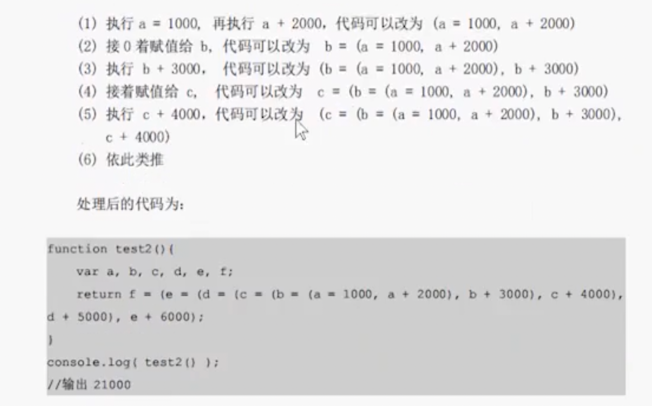 (1) 执行 a = 1000, 再执行 a + 2000, 代码可以改为 (a = 1000, a + 2000)
(2) 接0着赋值给 b, 代码可以改为 b = (a = 1000, a + 2000)
(3) 执行 b + 3000, 代码可以改为 (b = (a = 1000, a + 2000), b + 3000)
(4) 接着赋值给 c, 代码可以改为 c = (b = (a = 1000, a + 2000), b + 3000)
(5) 执行 c + 4000, 代码可以改为 (c = (b = (a = 1000, a + 2000), b + 3000),
c + 4000)
(6) 依此类推
处理后的代码为:
function test2(){
var a, b, c, d, e, f;
return f = (e = (d = (c = (b = (a = 1000, a + 2000), b + 3000), c + 4000),
d + 5000), e + 6000);
}
console.log( test2() );
//输出 21000